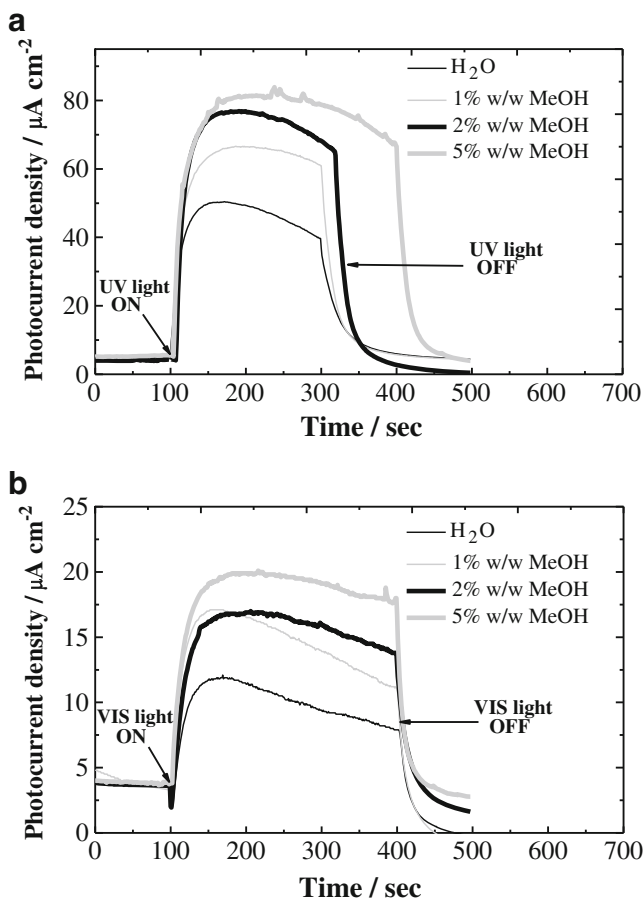 a
Photocurrent density / μA cm⁻²
80
60
40
20
0
H₂O
1% w/w MeOH
2% w/w MeOH
5% w/w MeOH
UV light
ON
UV light
OFF
0 100 200 300 400 500 600 700
Time / sec
b
Photocurrent density / μA cm⁻²
25
20
15
10
5
0
H₂O
1% w/w MeOH
2% w/w MeOH
5% w/w MeOH
VIS light
ON
VIS light
OFF
0 100 200 300 400 500 600 700
Time / sec